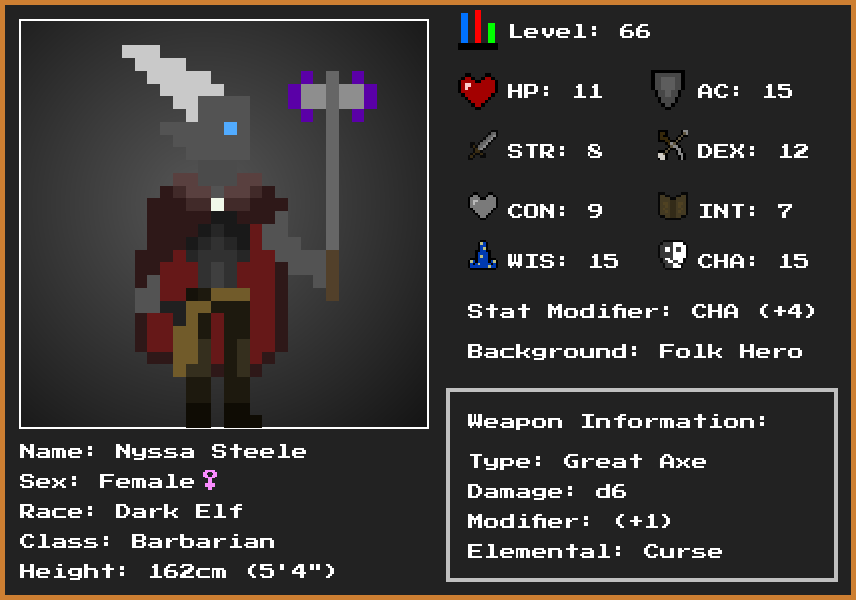 Level: 66
HP: 11 AC: 15
STR: 8 DEX: 12
CON: 9 INT: 7
WIS: 15 CHA: 15
Stat Modifier: CHA (+4)
Background: Folk Hero
Weapon Information:
Type: Great Axe
Damage: d6
Modifier: (+1)
Elemental: Curse
Name: Nyssa Steele
Sex: Female♀
Race: Dark Elf
Class: Barbarian
Height: 162cm (5'4")